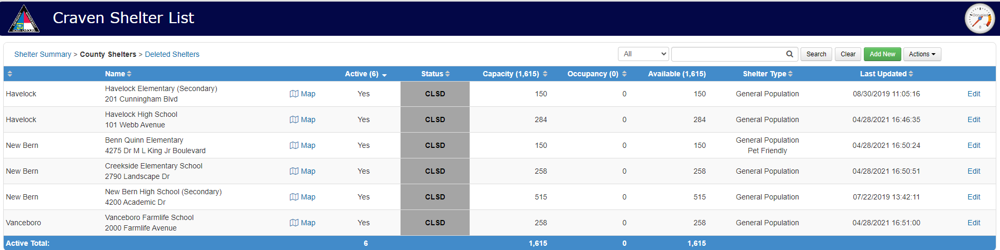 Craven Shelter List
Occupied
0
NORTH CAROLINA
Shelter Summary > County Shelters > Deleted Shelters
All
Search Clear Add New Actions
Name Active (6) Status Capacity (1,615) Occupancy (0) Available (1,615) Shelter Type Last Updated
Havelock Havelock Elementary (Secondary) Map Yes CLSD 150 0 150 General Population 08/30/2019 11:05:16 Edit
201 Cunningham Blvd
Havelock Havelock High School Map Yes CLSD 284 0 284 General Population 04/28/2021 16:46:35 Edit
101 Webb Avenue
New Bern Benn Quinn Elementary Map Yes CLSD 150 0 150 General Population 04/28/2021 16:50:24 Edit
4275 Dr M L King Jr Boulevard Pet Friendly
New Bern Creekside Elementary School Map Yes CLSD 258 0 258 General Population 04/28/2021 16:50:51 Edit
2790 Landscape Dr
New Bern New Bern High School (Secondary) Map Yes CLSD 515 0 515 General Population 07/22/2019 13:42:11 Edit
4200 Academic Dr
Vanceboro Vanceboro Farmlife School Map Yes CLSD 258 0 258 General Population 04/28/2021 16:51:00 Edit
2000 Farmlife Avenue
Active Total: 6 1,615 0 1,615